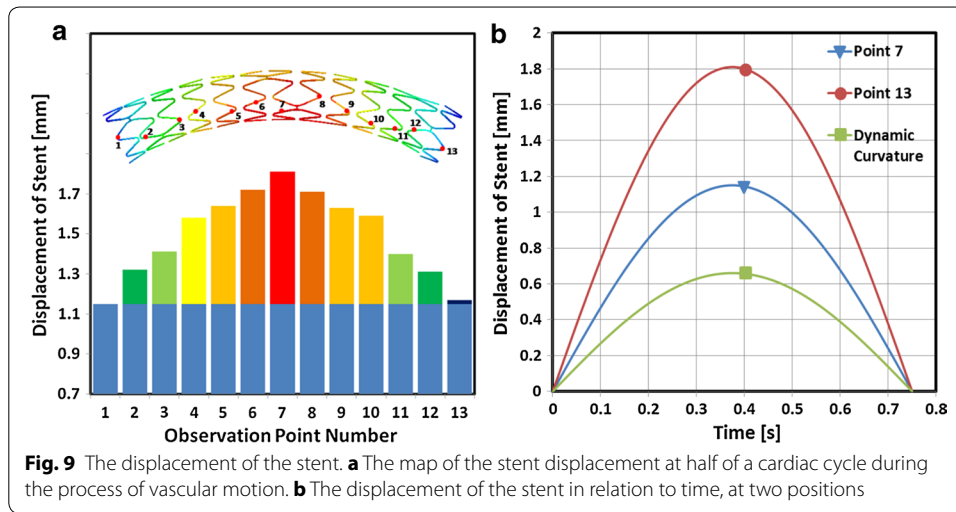 a
Displacement of Stent [mm]
1.7
1.5
1.3
1.1
0.9
0.7
1 2 3 4 5 6 7 8 9 10 11 12 13
1 2 3 4 5 6 7 8 9 10 11 12 13
Observation Point Number
b
Displacement of Stent [mm]
2
1.8
1.6
1.4
1.2
1
0.8
0.6
0.4
0.2
0
0 0.1 0.2 0.3 0.4 0.5 0.6 0.7 0.8
Time [s]
Point 7
Point 13
Dynamic
Curvature
Fig. 9 The displacement of the stent. a The map of the stent displacement at half of a cardiac cycle during
the process of vascular motion. b The displacement of the stent in relation to time, at two positions